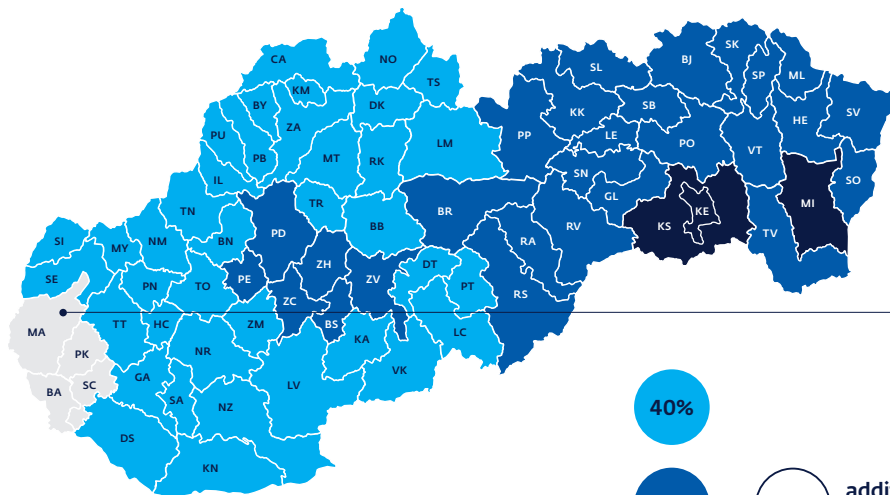 CA
NO
KM
TS
BY
DK
PU
ZA
PB
MT
RK
LM
IL
TN
TR
BB
SI
MY
NM
BN
PD
SE
PN
TO
PE
ZH
ZV
DT
PT
ZC
MA
TT
HC
ZM
BS
KA
LC
PK
NR
VK
BA
SC
GA
SA
NZ
LV
DS
KN
SL
BJ
SK
SP
ML
PP
KK
SB
HE
SV
LE
PO
VT
SN
GL
SO
BR
RA
RV
KS
KE
MI
TV
RS
40%
addi